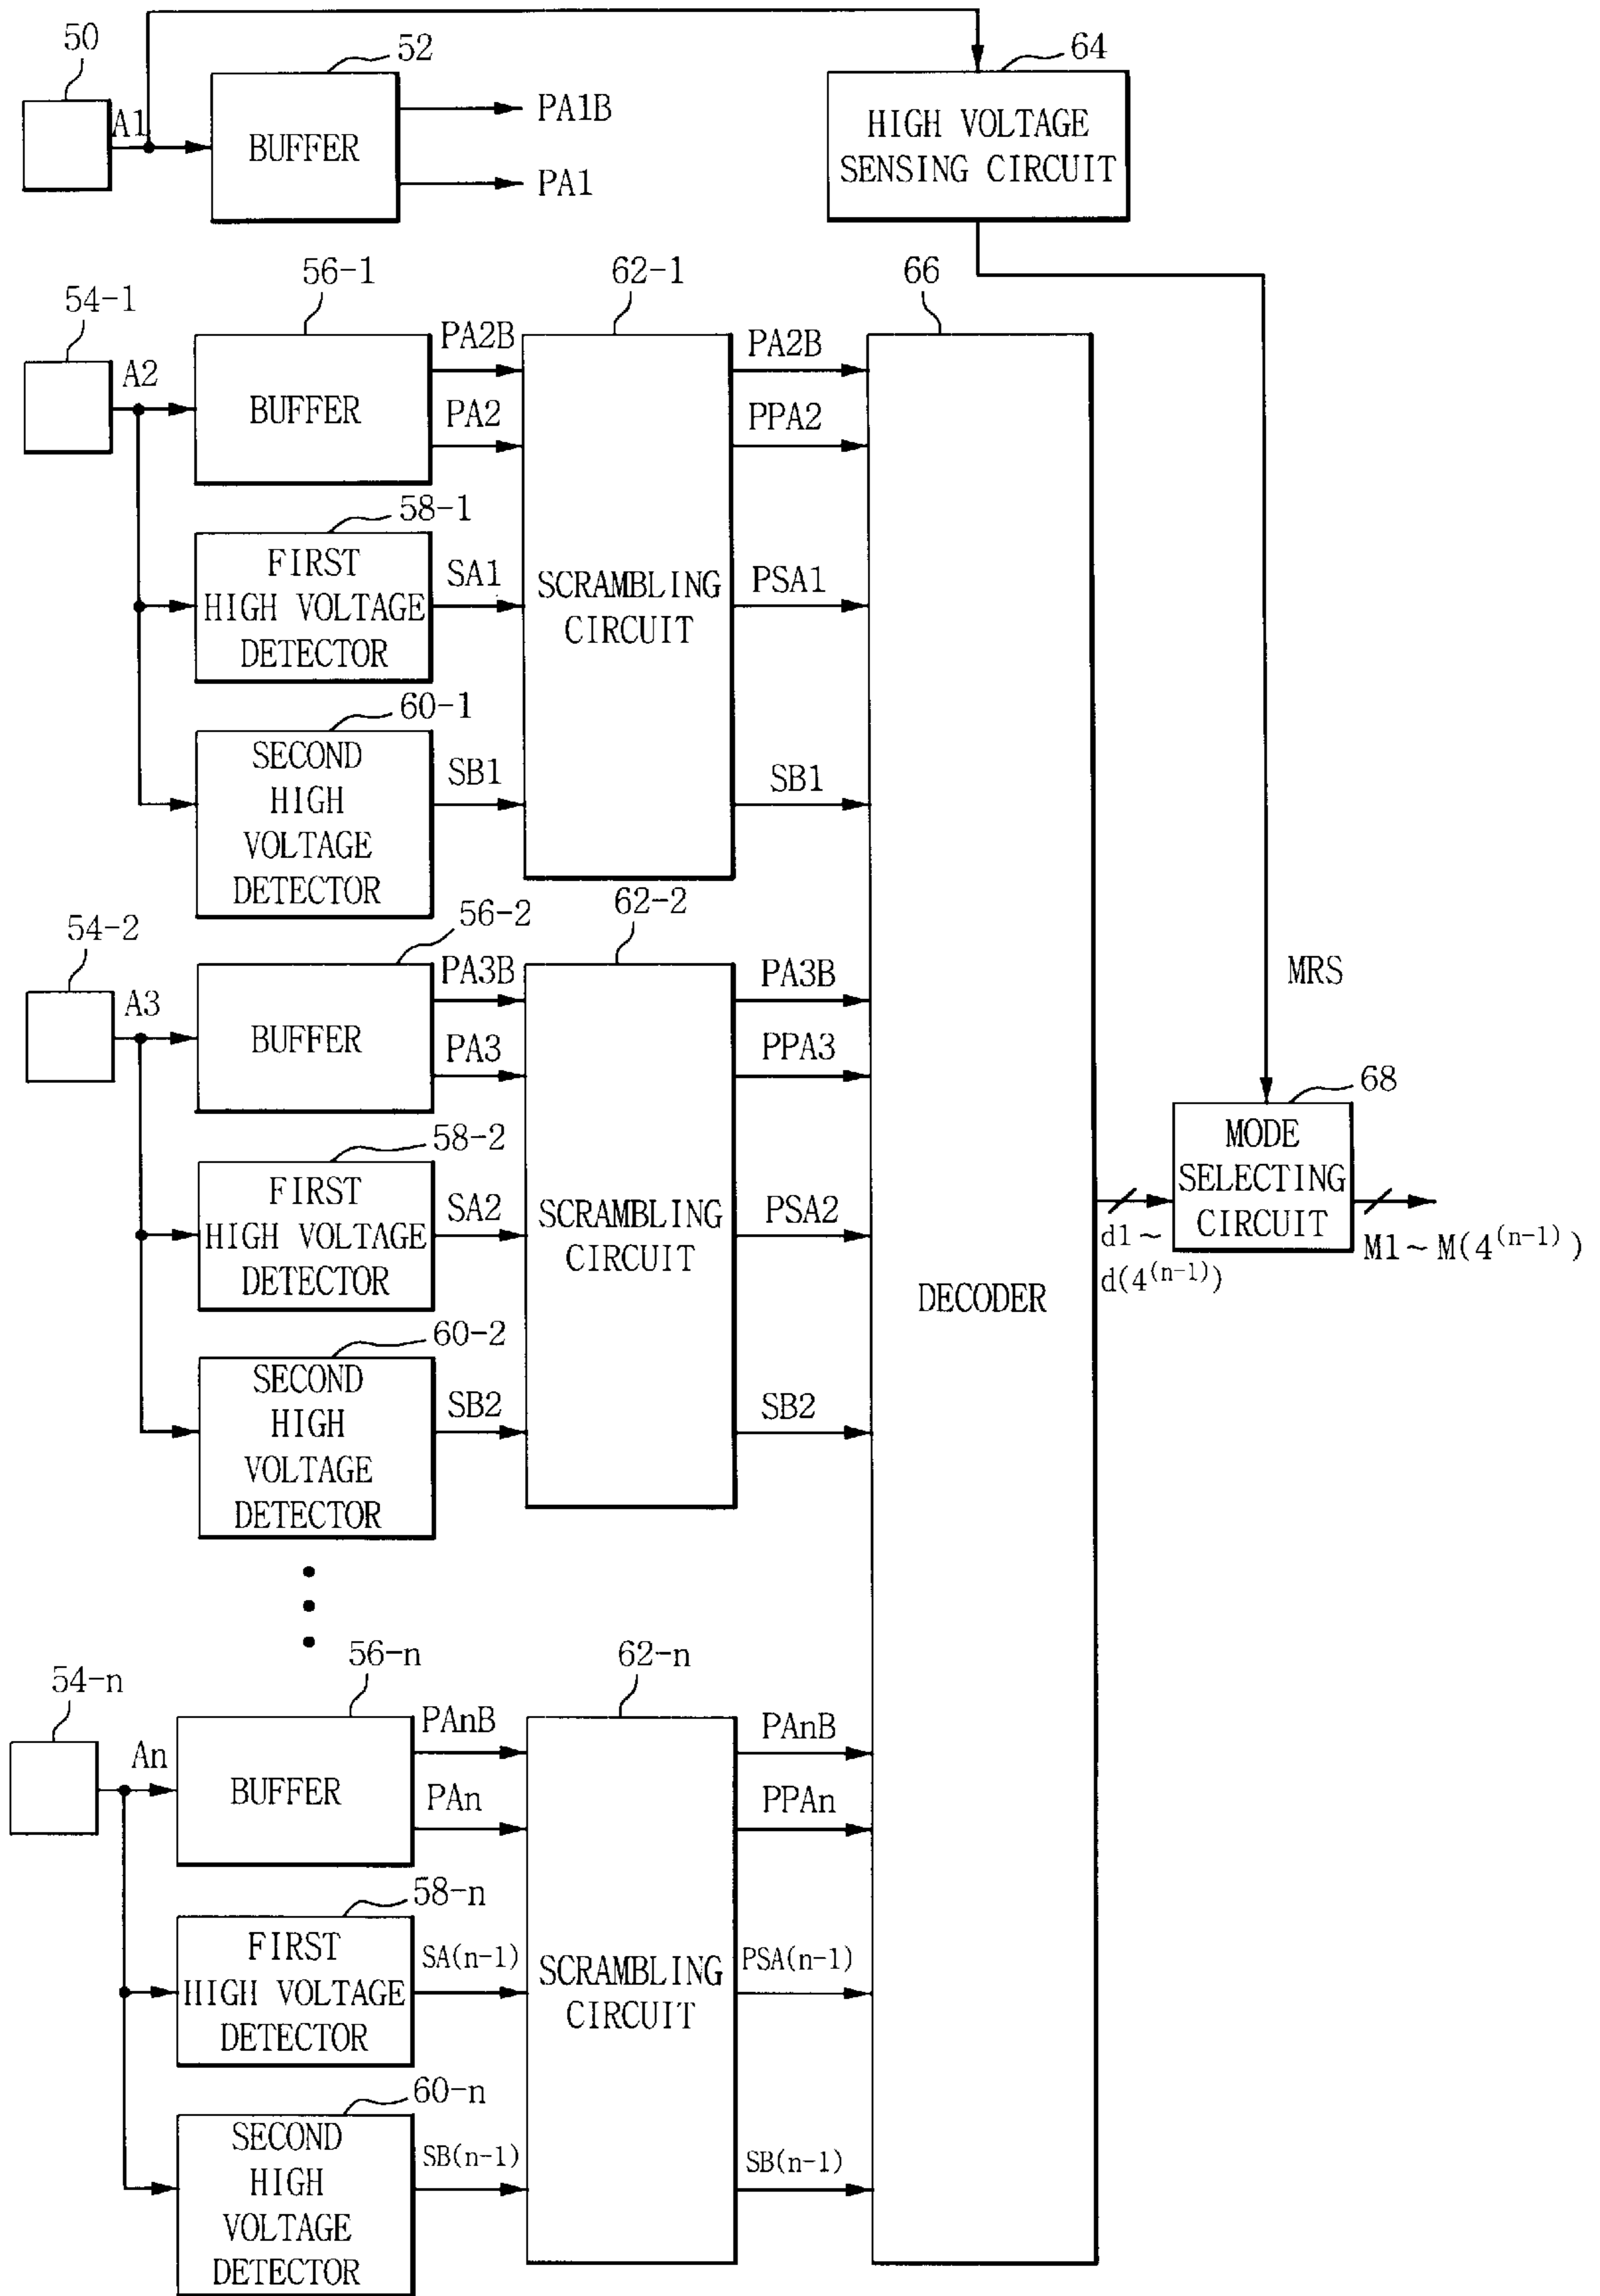 50
52
64
A1
BUFFER
PA1B
PA1
HIGH VOLTAGE
SENSING CIRCUIT
54-1
56-1
62-1
66
A2
BUFFER
PA2B
PA2
PA2B
PPA2
58-1
FIRST
HIGH VOLTAGE
DETECTOR
SA1
SCRAMBLING
CIRCUIT
PSA1
60-1
SECOND
HIGH
VOLTAGE
DETECTOR
SB1
SB1
54-2
56-2
62-2
A3
BUFFER
PA3B
PA3
PA3B
PPA3
MRS
68
58-2
FIRST
HIGH VOLTAGE
DETECTOR
SA2
SCRAMBLING
CIRCUIT
PSA2
MODE
SELECTING
CIRCUIT
d1~
d(4^(n-1))
M1~M(4^(n-1))
DECODER
60-2
SECOND
HIGH
VOLTAGE
DETECTOR
SB2
SB2
54-n
56-n
62-n
An
BUFFER
PAnB
PAn
PAnB
PPAn
58-n
FIRST
HIGH VOLTAGE
DETECTOR
SA(n-1)
SCRAMBLING
CIRCUIT
PSA(n-1)
60-n
SECOND
HIGH
VOLTAGE
DETECTOR
SB(n-1)
SB(n-1)